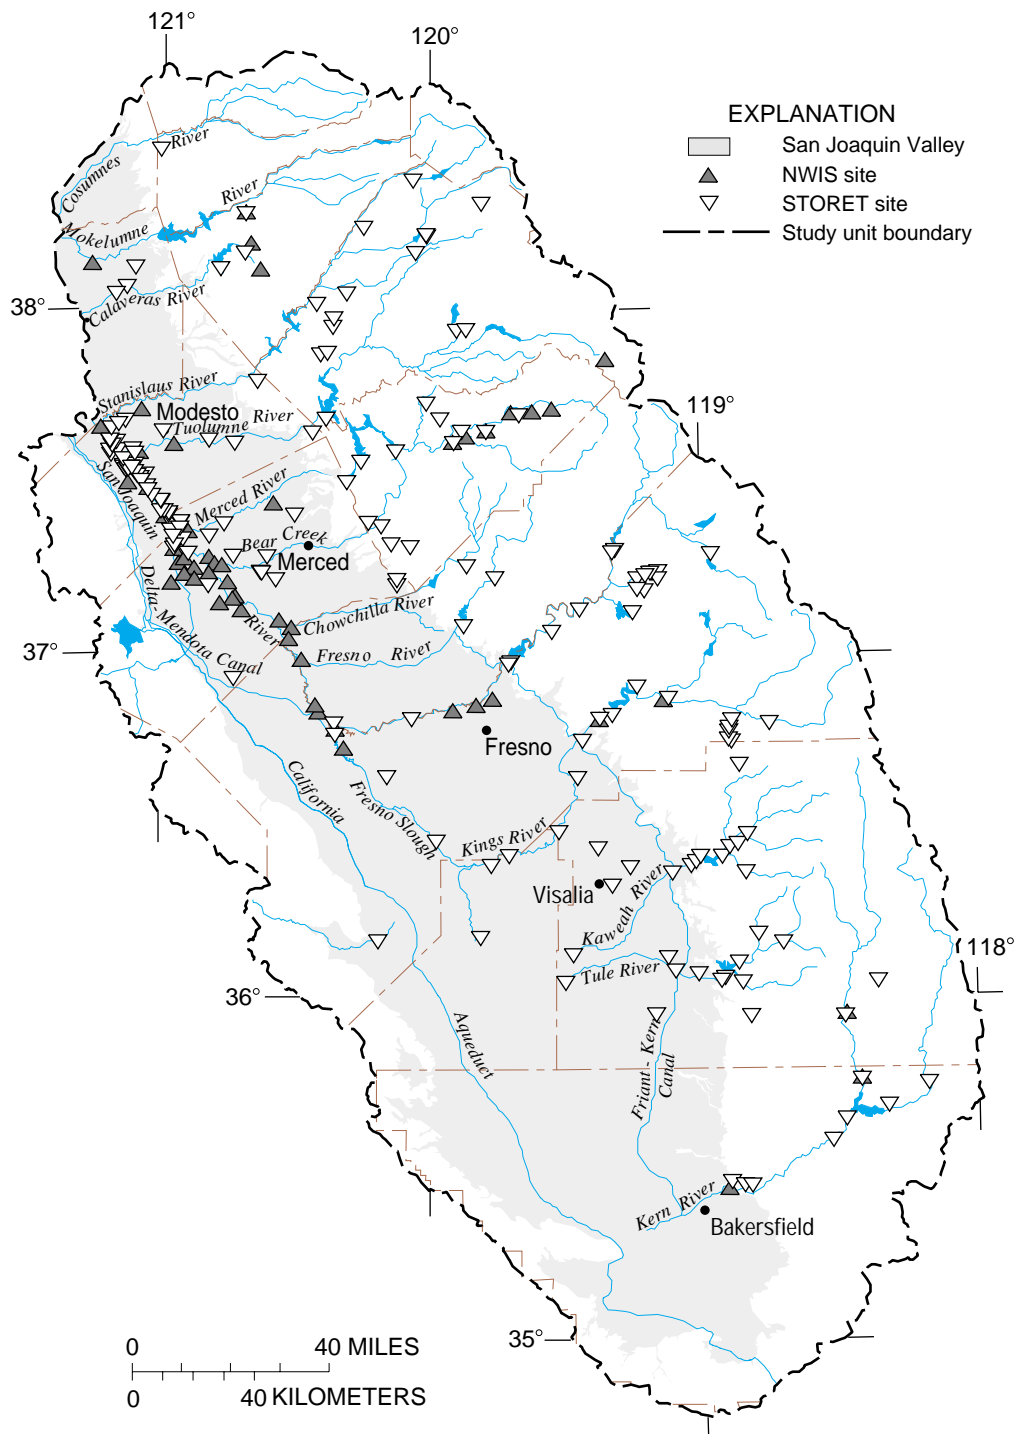 121°
120°
EXPLANATION
San Joaquin Valley
NWIS site
STORET site
Study unit boundary
Cosumnes River
Mokelumne River
Calaveras River
38°
Stanislaus River
Modesto
Tuolumne River
119°
San Joaquin River
Merced River
Bear Creek
Merced
Delta-Mendota Canal
Chowchilla River
Fresno River
37°
Fresno
California Aqueduct
Fresno Slough
Kings River
Visalia
Kaweah River
Tule River
118°
36°
Friant - Kern Canal
Kern River
Bakersfield
35°
0 40 MILES
0 40 KILOMETERS